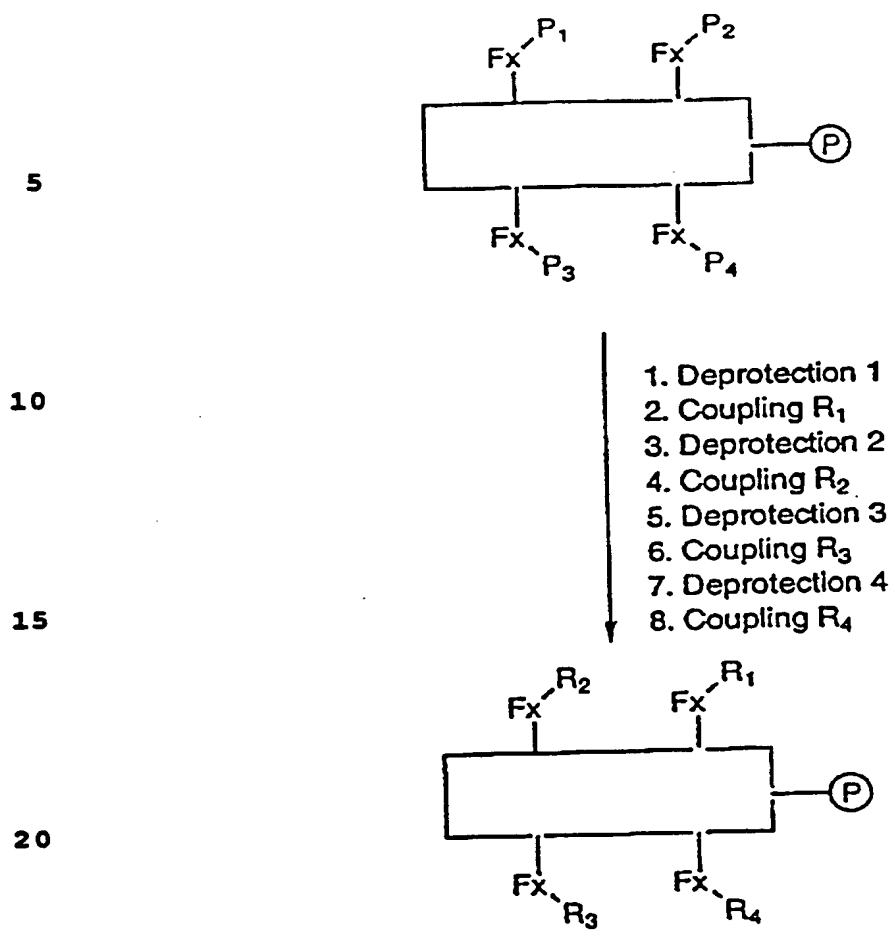 P₁ P₂
Fx Fx
P
5
Fx Fx
P₃ P₄
1. Deprotection 1
10
2. Coupling R₁
3. Deprotection 2
4. Coupling R₂
5. Deprotection 3
6. Coupling R₃
7. Deprotection 4
15
8. Coupling R₄
R₂ R₁
Fx Fx
P
20
Fx Fx
R₃ R₄